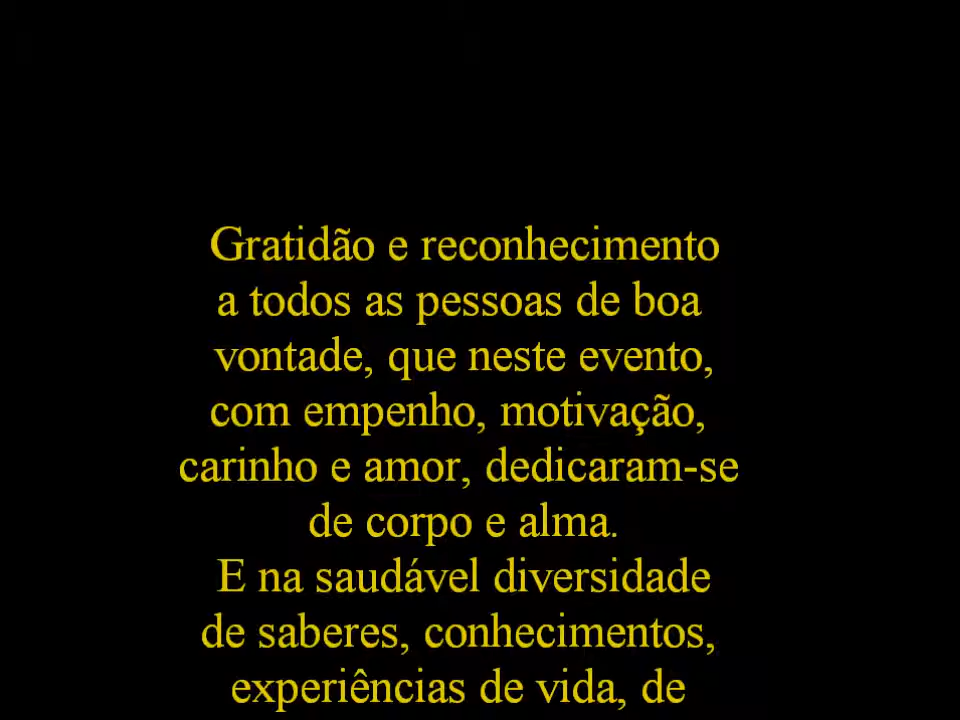 Gratidão e reconhecimento
a todos as pessoas de boa
vontade, que neste evento,
com empenho, motivação,
carinho e amor, dedicaram-se
de corpo e alma.
E na saudável diversidade
de saberes, conhecimentos,
experiências de vida, de